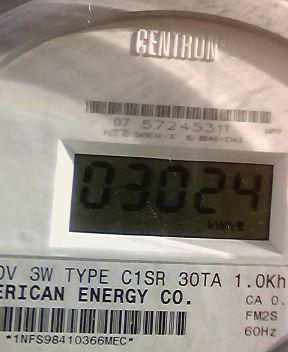 CENTRON
07 57245311
03024
kWh
0V 3W TYPE C1SR 30TA 1.0Kh
ERICAN ENERGY CO.
CA 0.
FM2S
60Hz
*1NFS98410366MEC*